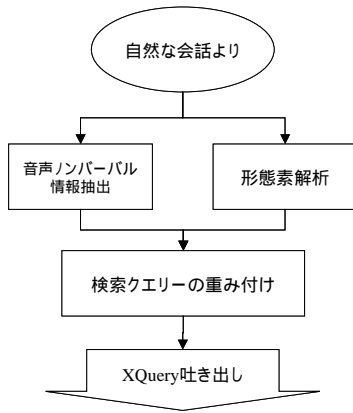 自然な会話より
音声ノンバーバル
情報抽出
形態素解析
検索クエリーの重み付け
XQuery吐き出し